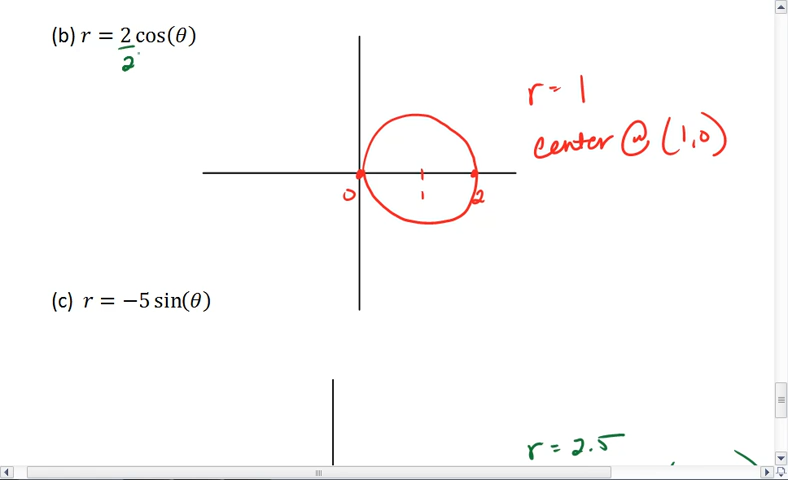 (b) r = 2 cos(θ)
2
r = 1
center @ (1,0)
0 1 2
(c) r = −5 sin(θ)
r = 2.5